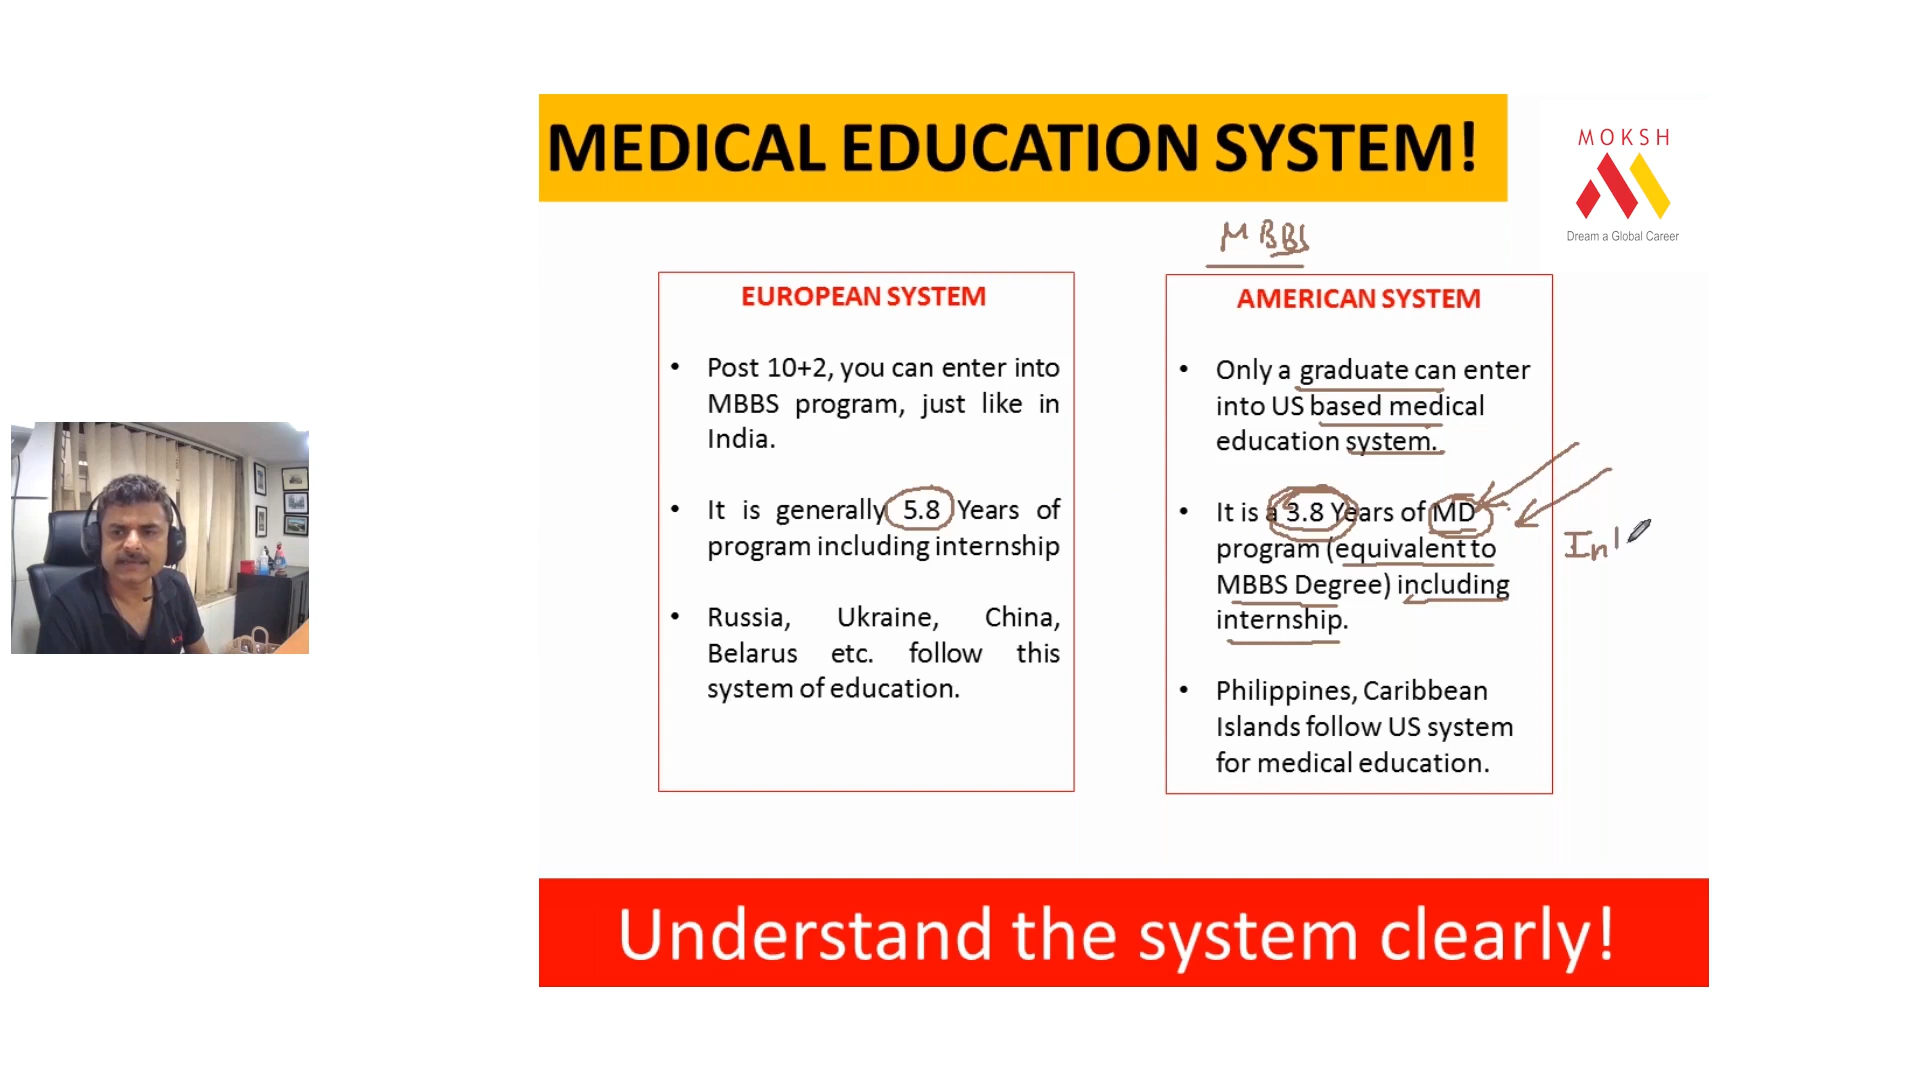 MEDICAL EDUCATION SYSTEM!
MOKSH
Dream a Global Career
MBBS
EUROPEAN SYSTEM
• Post 10+2, you can enter into
MBBS program, just like in
India.
• It is generally 5.8 Years of
program including internship
• Russia, Ukraine, China,
Belarus etc. follow this
system of education.
AMERICAN SYSTEM
• Only a graduate can enter
into US based medical
education system.
• It is a 3.8 Years of MD
program (equivalent to
MBBS Degree) including
internship.
• Philippines, Caribbean
Islands follow US system
for medical education.
Understand the system clearly!